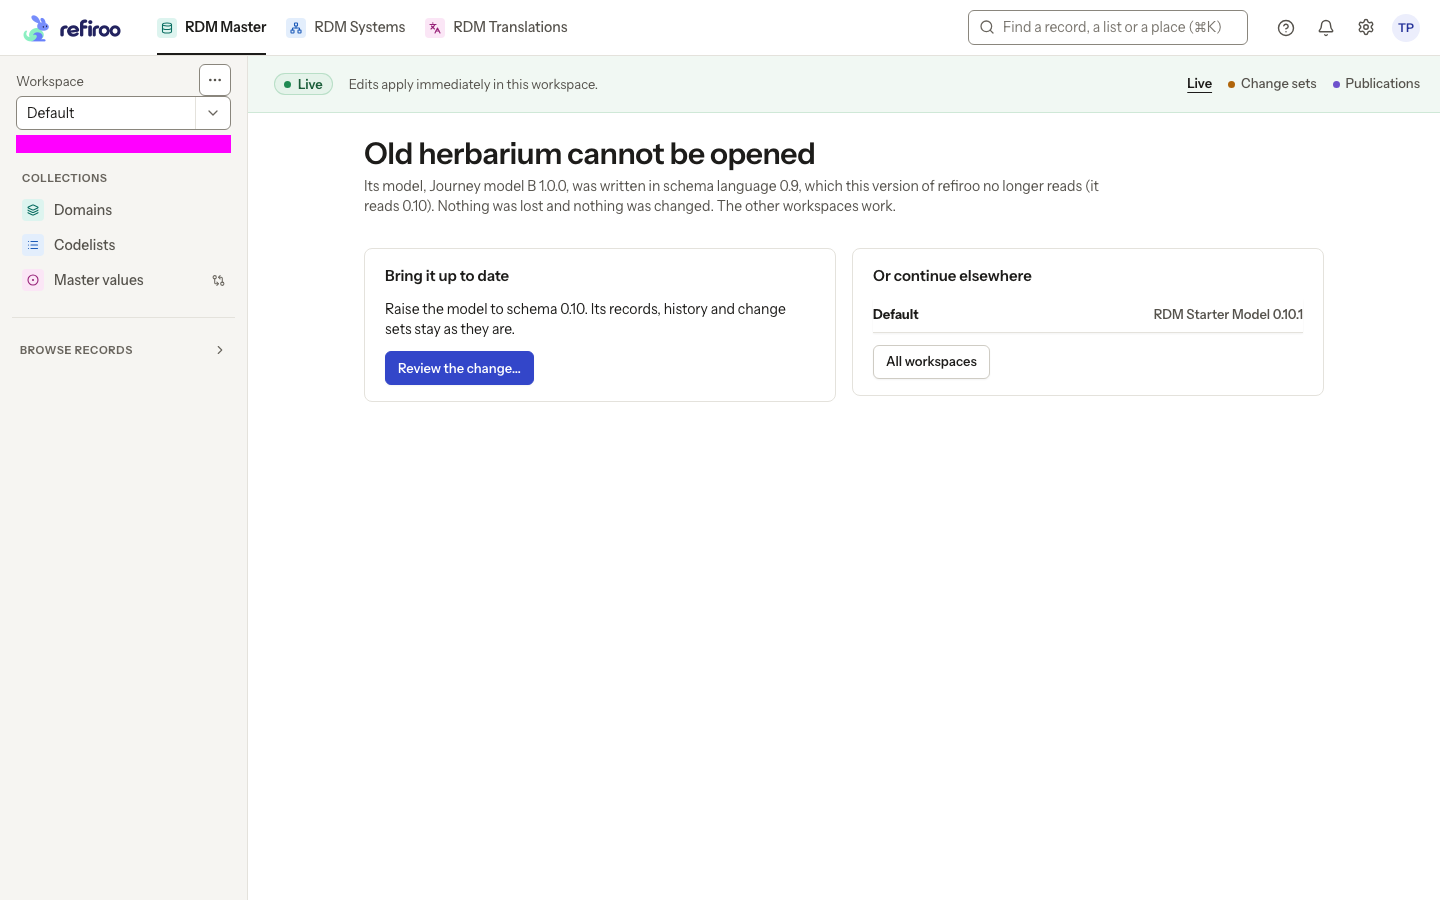 refiroo
RDM Master
RDM Systems
RDM Translations
Find a record, a list or a place (⌘K)
TP
Workspace
Default
COLLECTIONS
Domains
Codelists
Master values
BROWSE RECORDS
Live
Edits apply immediately in this workspace.
Live
Change sets
Publications
Old herbarium cannot be opened
Its model, Journey model B 1.0.0, was written in schema language 0.9, which this version of refiroo no longer reads (it
reads 0.10). Nothing was lost and nothing was changed. The other workspaces work.
Bring it up to date
Raise the model to schema 0.10. Its records, history and change
sets stay as they are.
Review the change...
Or continue elsewhere
Default
RDM Starter Model 0.10.1
All workspaces